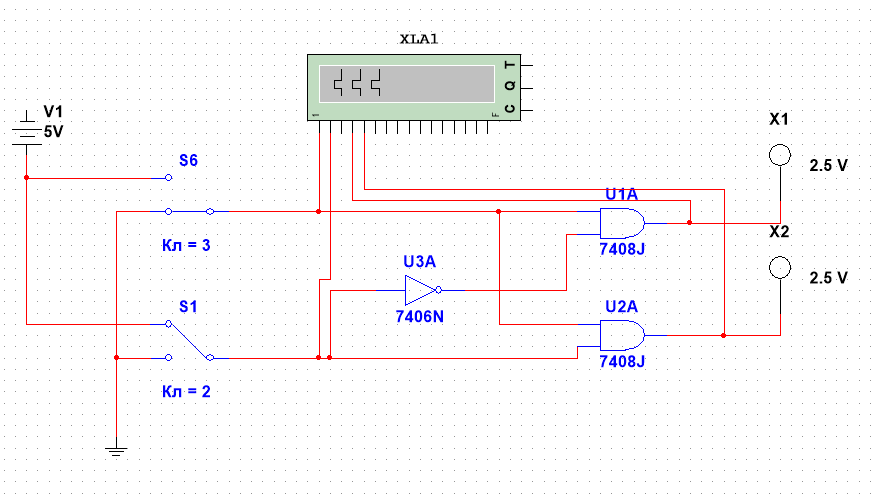 XLA1
T
Q
C
1
F
V1
5V
S6
Кл = 3
X1
2.5 V
U1A
7408J
X2
2.5 V
U3A
7406N
S1
Кл = 2
U2A
7408J